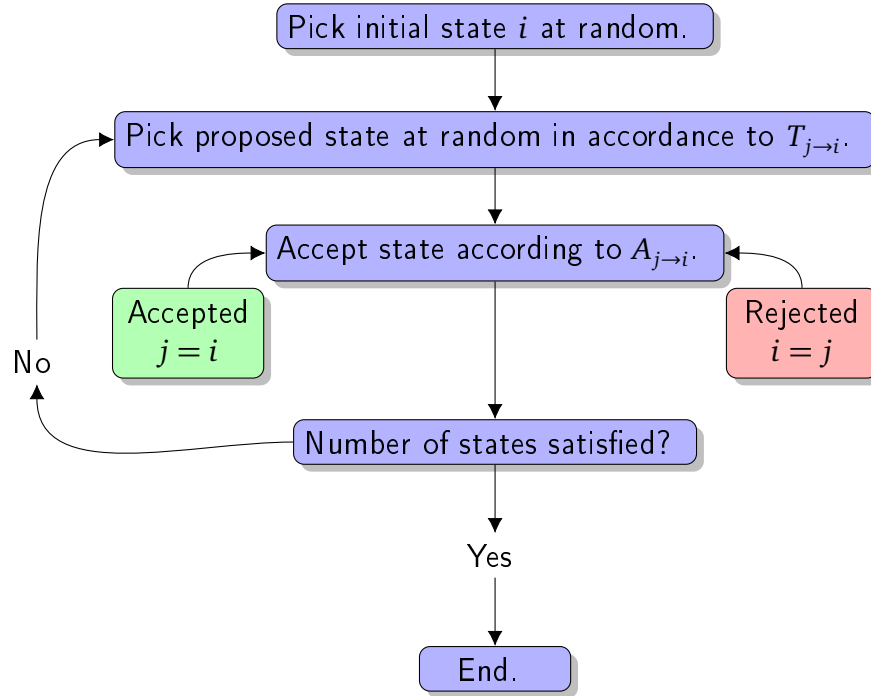 Pick initial state i at random.
Pick proposed state at random in accordance to T_{j→i}.
Accept state according to A_{j→i}.
Accepted
j = i
Rejected
i = j
No
Number of states satisfied?
Yes
End.